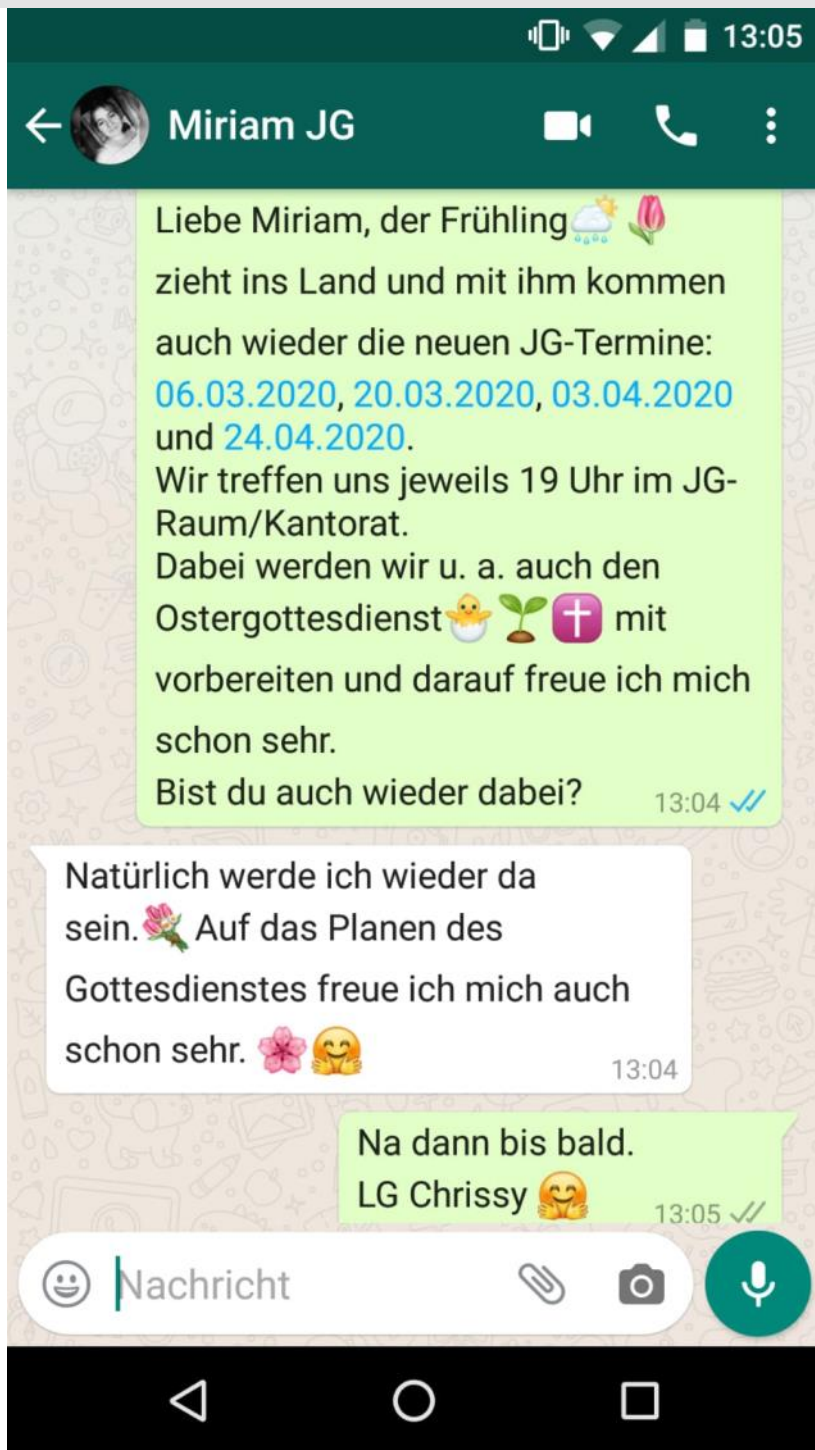 13:05
Miriam JG
Liebe Miriam, der Frühling🌦️🌷
zieht ins Land und mit ihm kommen
auch wieder die neuen JG-Termine:
06.03.2020, 20.03.2020, 03.04.2020
und 24.04.2020.
Wir treffen uns jeweils 19 Uhr im JG-
Raum/Kantorat.
Dabei werden wir u. a. auch den
Ostergottesdienst🐣🌱✝️ mit
vorbereiten und darauf freue ich mich
schon sehr.
Bist du auch wieder dabei? 13:04
Natürlich werde ich wieder da
sein.💐 Auf das Planen des
Gottesdienstes freue ich mich auch
schon sehr. 🌸🤗 13:04
Na dann bis bald.
LG Chrissy 🤗 13:05
Nachricht